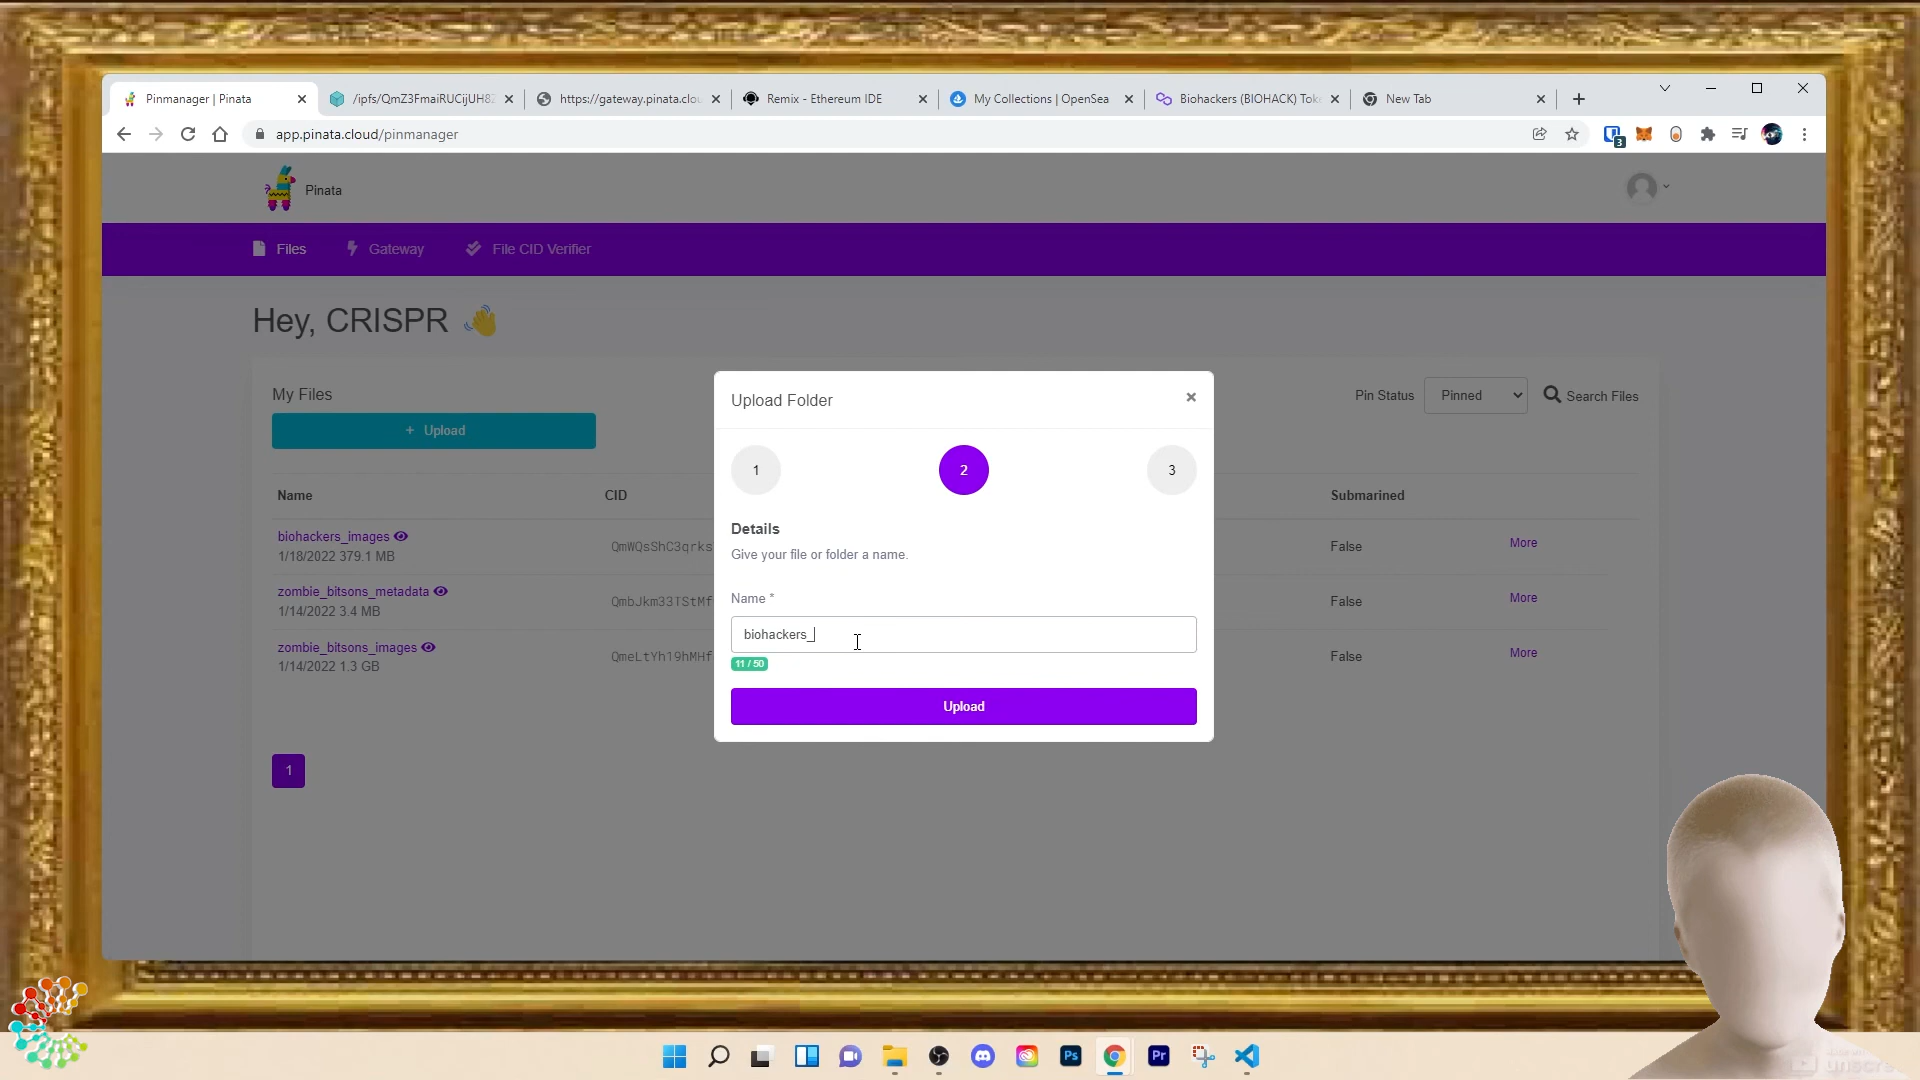 Pinmanager | Pinata
/ipfs/QmZ3FmaiRUCijUH8
https://gateway.pinata.clou
Remix - Ethereum IDE
My Collections | OpenSea
Biohackers (BIOHACK) Tok
New Tab
app.pinata.cloud/pinmanager
3
Pinata
Files
Gateway
File CID Verifier
Hey, CRISPR 👋
My Files
+ Upload
Pin Status
Pinned
Search Files
Name
CID
Submarined
biohackers_images
1/18/2022 379.1 MB
QmWQsShC3qrks
False
More
zombie_bitsons_metadata
1/14/2022 3.4 MB
QmbJkm33TStMf
False
More
zombie_bitsons_images
1/14/2022 1.3 GB
QmeLtYh19hMHf
False
More
1
Upload Folder
×
1
2
3
Details
Give your file or folder a name.
Name *
biohackers_
11 / 50
Upload
Ps
Pr